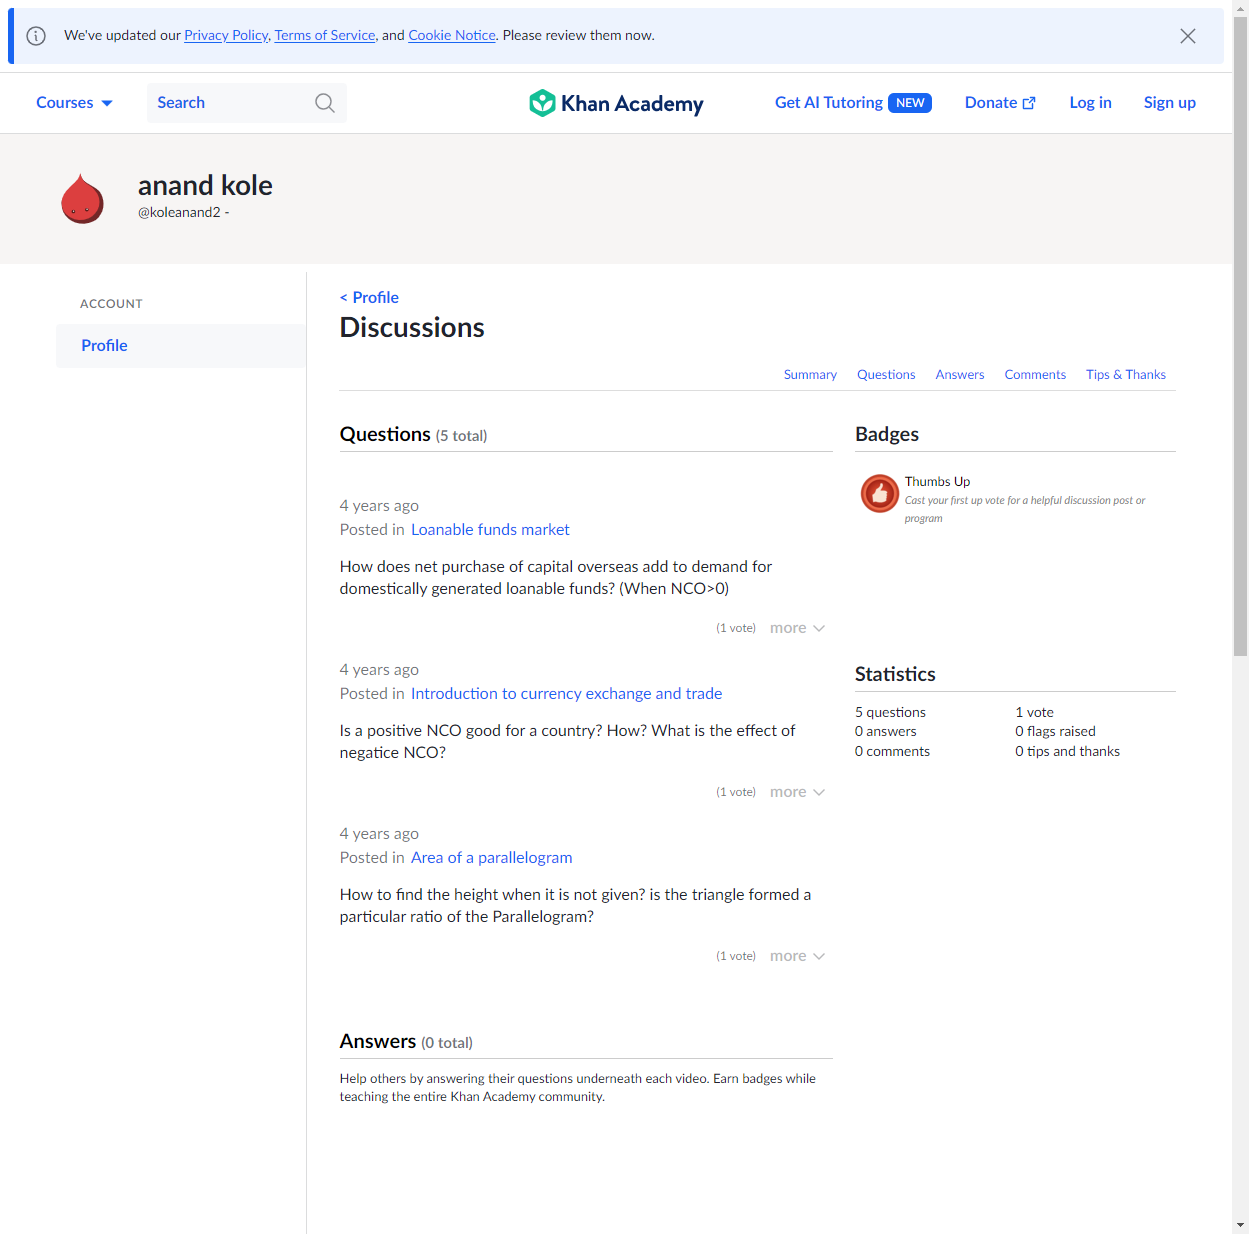 We've updated our Privacy Policy, Terms of Service, and Cookie Notice. Please review them now.
Courses
Search
Khan Academy
Get AI Tutoring NEW
Donate
Log in
Sign up
anand kole
@koleanand2 -
ACCOUNT
Profile
< Profile
Discussions
Summary
Questions
Answers
Comments
Tips & Thanks
Questions (5 total)
4 years ago
Posted in Loanable funds market
How does net purchase of capital overseas add to demand for
domestically generated loanable funds? (When NCO>0)
(1 vote) more
4 years ago
Posted in Introduction to currency exchange and trade
Is a positive NCO good for a country? How? What is the effect of
negatice NCO?
(1 vote) more
4 years ago
Posted in Area of a parallelogram
How to find the height when it is not given? is the triangle formed a
particular ratio of the Parallelogram?
(1 vote) more
Answers (0 total)
Help others by answering their questions underneath each video. Earn badges while
teaching the entire Khan Academy community.
Badges
Thumbs Up
Cast your first up vote for a helpful discussion post or
program
Statistics
5 questions
0 answers
0 comments
1 vote
0 flags raised
0 tips and thanks